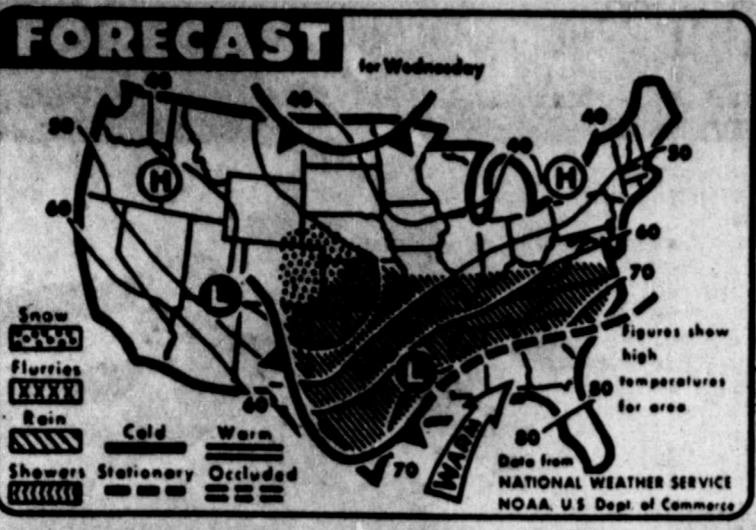 FORECAST
for Wednesday
40
40
40
50
40
50
H
H
60
60
L
70
Snow
Figures show
high
temperatures
for area
Flurries
L
80
Rain
60
Cold
Warm
80
WARM
70
Showers
Stationary
Occluded
Data from
NATIONAL WEATHER SERVICE
NOAA, U.S. Dept. of Commerce